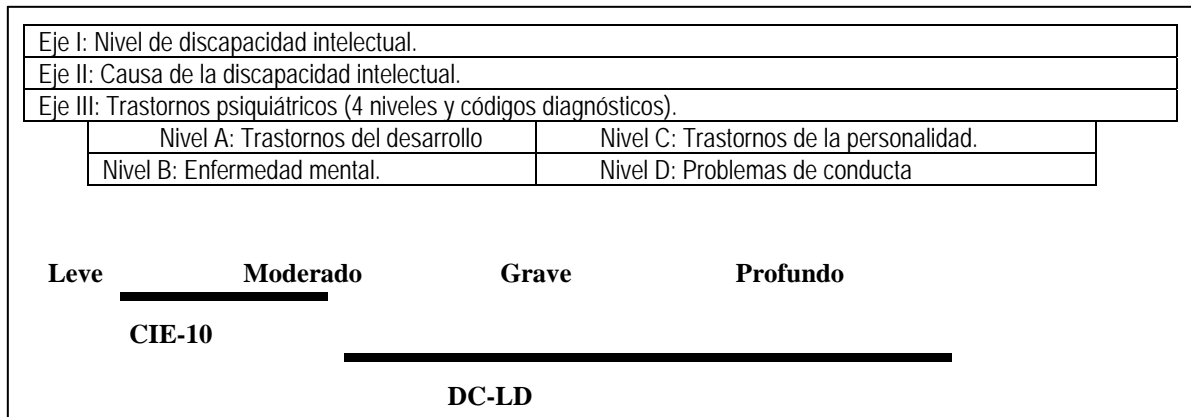 Eje I: Nivel de discapacidad intelectual.
Eje II: Causa de la discapacidad intelectual.
Eje III: Trastornos psiquiátricos (4 niveles y códigos diagnósticos).
Nivel A: Trastornos del desarrollo Nivel C: Trastornos de la personalidad.
Nivel B: Enfermedad mental. Nivel D: Problemas de conducta
Leve Moderado Grave Profundo
CIE-10
DC-LD